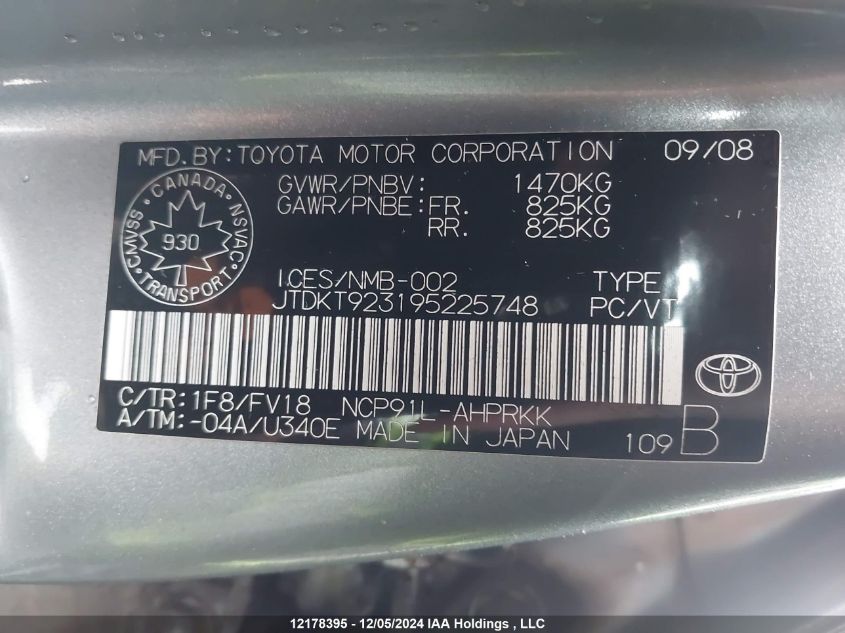 MFD.BY:TOYOTA MOTOR CORPORATION 09/08
GVWR/PNBV: 1470KG
GAWR/PNBE:FR. 825KG
RR. 825KG
CANADA
CMVSS
NSVAC
930
TRANSPORT
ICES/NMB-002 TYPE
JTDKT923195225748 PC/VT
C/TR:1F8/FV18 NCP91L-AHPRKK
A/TM:-04A/U340E MADE IN JAPAN 109 B
12178395 - 12/05/2024 IAA Holdings , LLC